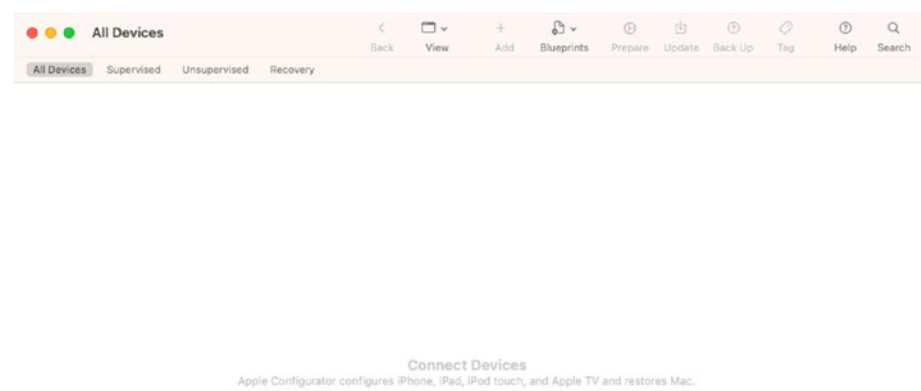 All Devices
Back View Add Blueprints Prepare Update Back Up Tag Help Search
All Devices Supervised Unsupervised Recovery
Connect Devices
Apple Configurator configures iPhone, iPad, iPod touch, and Apple TV and restores Mac.